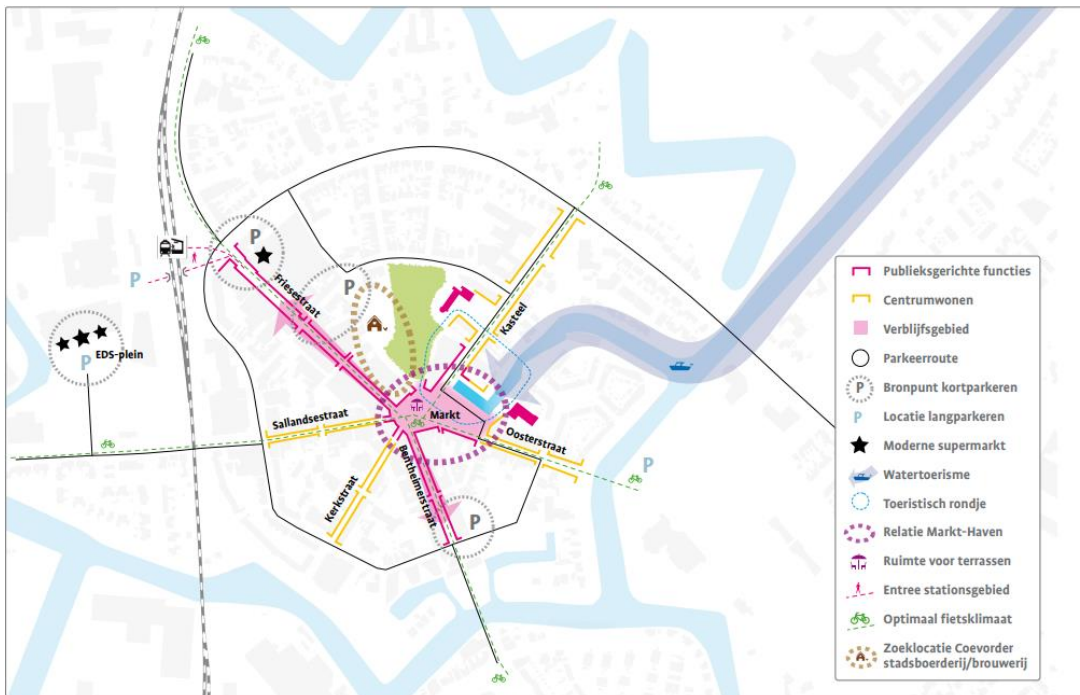 P
Friesestraat
P
P
EDS-plein
P
Kasteel
Markt
Sallandsestraat
Oosterstraat
P
Kerkstraat
Bentheimerstraat
P
Publieksgerichte functies
Centrumwonen
Verblijfsgebied
Parkeerroute
P Bronpunt kortparkeren
P Locatie langparkeren
Moderne supermarkt
Watertoerisme
Toeristisch rondje
Relatie Markt-Haven
Ruimte voor terrassen
Entree stationsgebied
Optimaal fietsklimaat
Zoeklocatie Coevorder
stadsboerderij/brouwerij